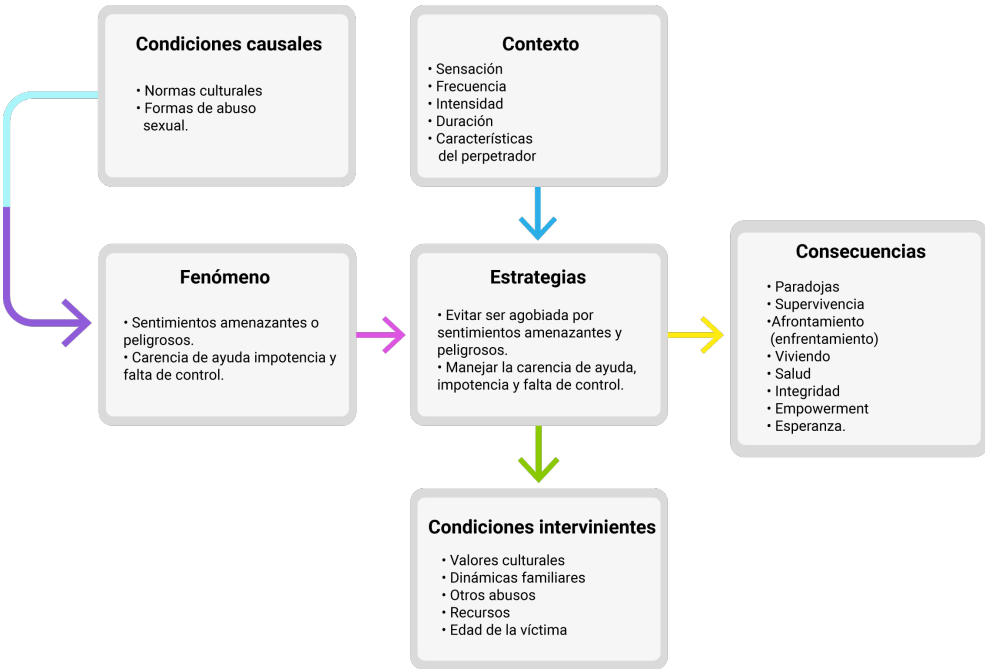 Condiciones causales
• Normas culturales
• Formas de abuso
sexual.
Contexto
• Sensación
• Frecuencia
• Intensidad
• Duración
• Características
del perpetrador
Fenómeno
• Sentimientos amenazantes o
peligrosos.
• Carencia de ayuda impotencia y
falta de control.
Estrategias
• Evitar ser agobiada por
sentimientos amenazantes y
peligrosos.
• Manejar la carencia de ayuda,
impotencia y falta de control.
Consecuencias
• Paradojas
• Supervivencia
•Afrontamiento
(enfrentamiento)
• Viviendo
• Salud
• Integridad
• Empowerment
• Esperanza.
Condiciones intervinientes
• Valores culturales
• Dinámicas familiares
• Otros abusos
• Recursos
• Edad de la víctima